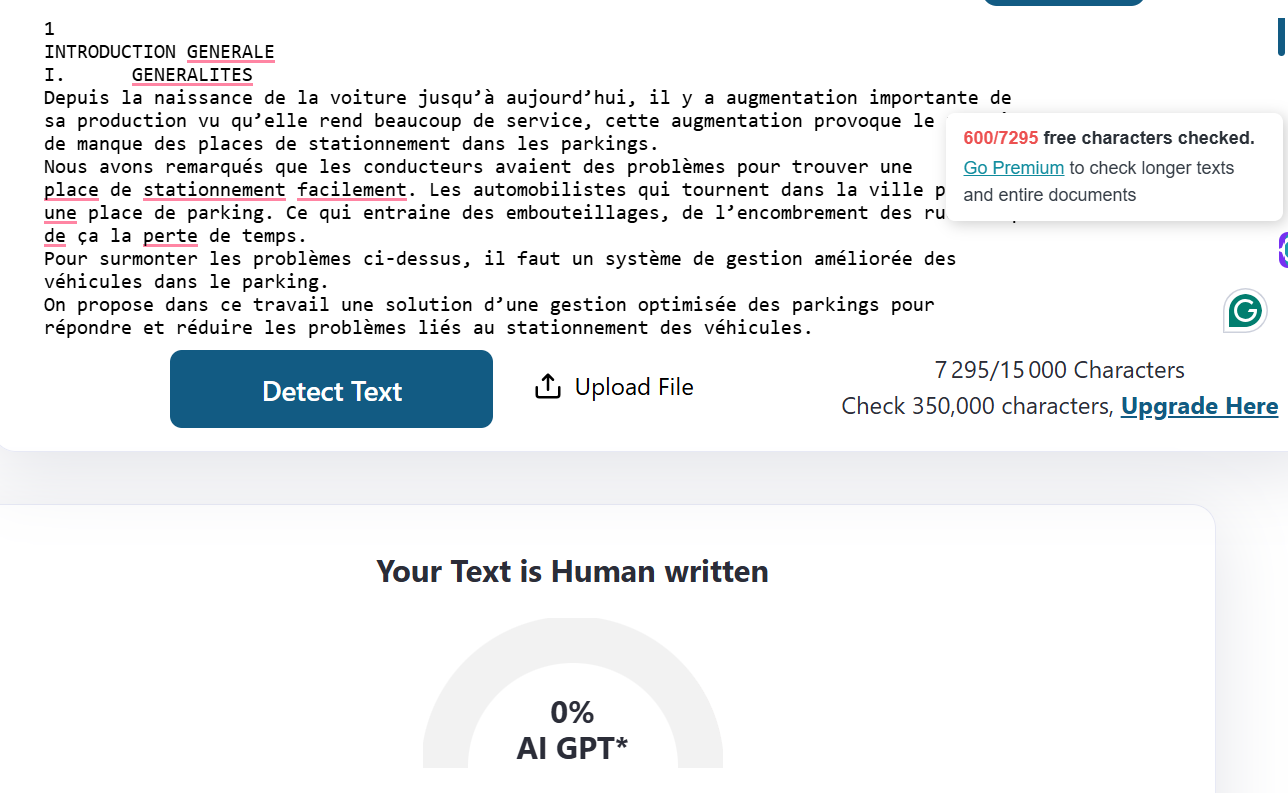 1
INTRODUCTION GENERALE
I. GENERALITES
Depuis la naissance de la voiture jusqu’à aujourd’hui, il y a augmentation importante de
sa production vu qu’elle rend beaucoup de service, cette augmentation provoque le
de manque des places de stationnement dans les parkings.
Nous avons remarqués que les conducteurs avaient des problèmes pour trouver une
place de stationnement facilement. Les automobilistes qui tournent dans la ville
une place de parking. Ce qui entraine des embouteillages, de l’encombrement des
de ça la perte de temps.
Pour surmonter les problèmes ci-dessus, il faut un système de gestion améliorée des
véhicules dans le parking.
On propose dans ce travail une solution d’une gestion optimisée des parkings pour
répondre et réduire les problèmes liés au stationnement des véhicules.
600/7295 free characters checked.
Go Premium to check longer texts
and entire documents
Detect Text
Upload File
7 295/15 000 Characters
Check 350,000 characters, Upgrade Here
Your Text is Human written
0%
AI GPT*